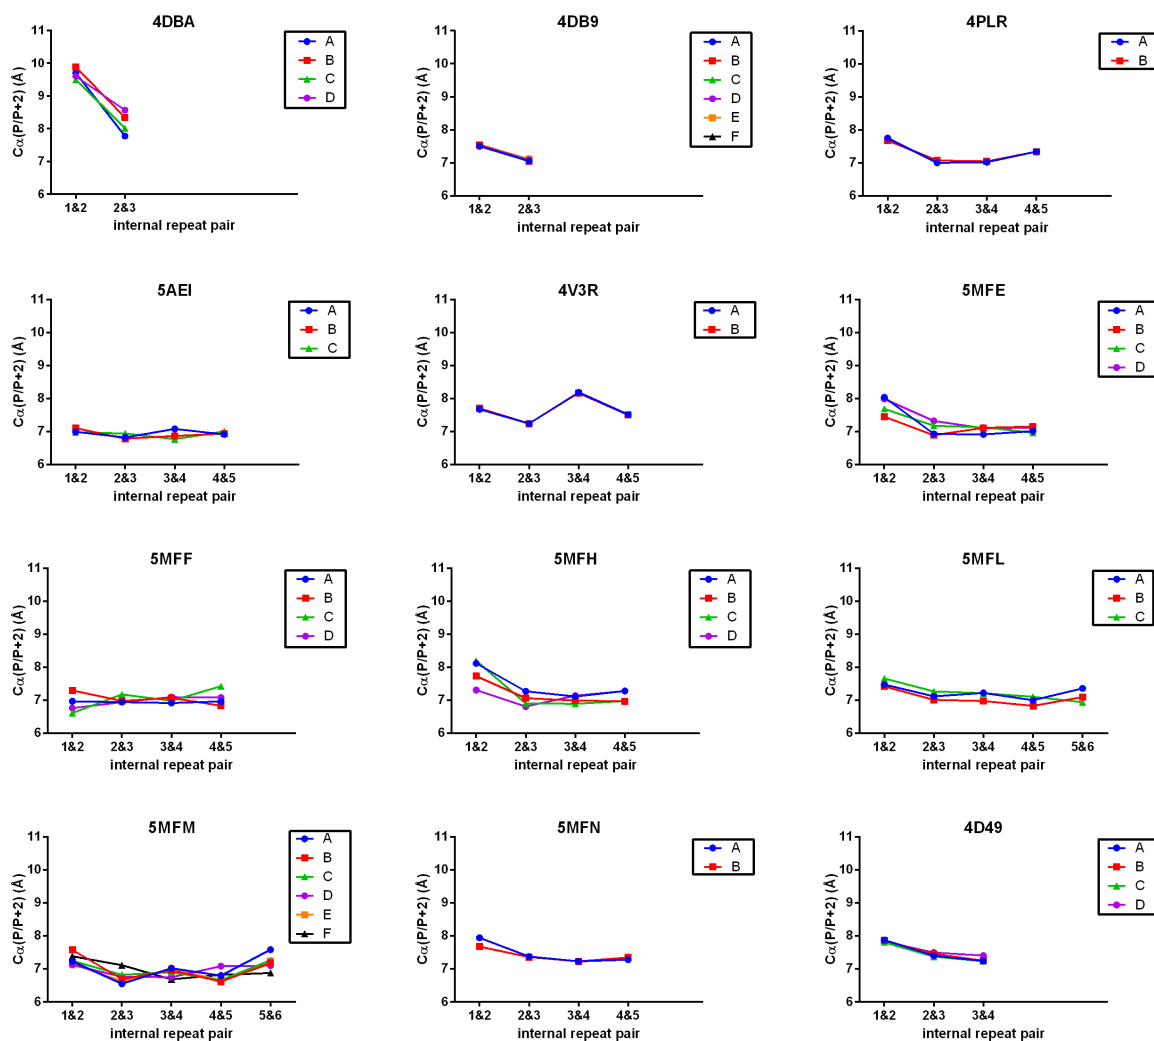 4DBA
11
10
9
8
7
6
Cα(P/P+2) (Å)
1&2 2&3
internal repeat pair
A
B
C
D
4DB9
11
10
9
8
7
6
Cα(P/P+2) (Å)
1&2 2&3
internal repeat pair
A
B
C
D
E
F
4PLR
11
10
9
8
7
6
Cα(P/P+2) (Å)
1&2 2&3 3&4 4&5
internal repeat pair
A
B
5AEI
11
10
9
8
7
6
Cα(P/P+2) (Å)
1&2 2&3 3&4 4&5
internal repeat pair
A
B
C
4V3R
11
10
9
8
7
6
Cα(P/P+2) (Å)
1&2 2&3 3&4 4&5
internal repeat pair
A
B
5MFE
11
10
9
8
7
6
Cα(P/P+2) (Å)
1&2 2&3 3&4 4&5
internal repeat pair
A
B
C
D
5MFF
11
10
9
8
7
6
Cα(P/P+2) (Å)
1&2 2&3 3&4 4&5
internal repeat pair
A
B
C
D
5MFH
11
10
9
8
7
6
Cα(P/P+2) (Å)
1&2 2&3 3&4 4&5
internal repeat pair
A
B
C
D
5MFL
11
10
9
8
7
6
Cα(P/P+2) (Å)
1&2 2&3 3&4 4&5 5&6
internal repeat pair
A
B
C
5MFM
11
10
9
8
7
6
Cα(P/P+2) (Å)
1&2 2&3 3&4 4&5 5&6
internal repeat pair
A
B
C
D
E
F
5MFN
11
10
9
8
7
6
Cα(P/P+2) (Å)
1&2 2&3 3&4 4&5
internal repeat pair
A
B
4D49
11
10
9
8
7
6
Cα(P/P+2) (Å)
1&2 2&3 3&4
internal repeat pair
A
B
C
D